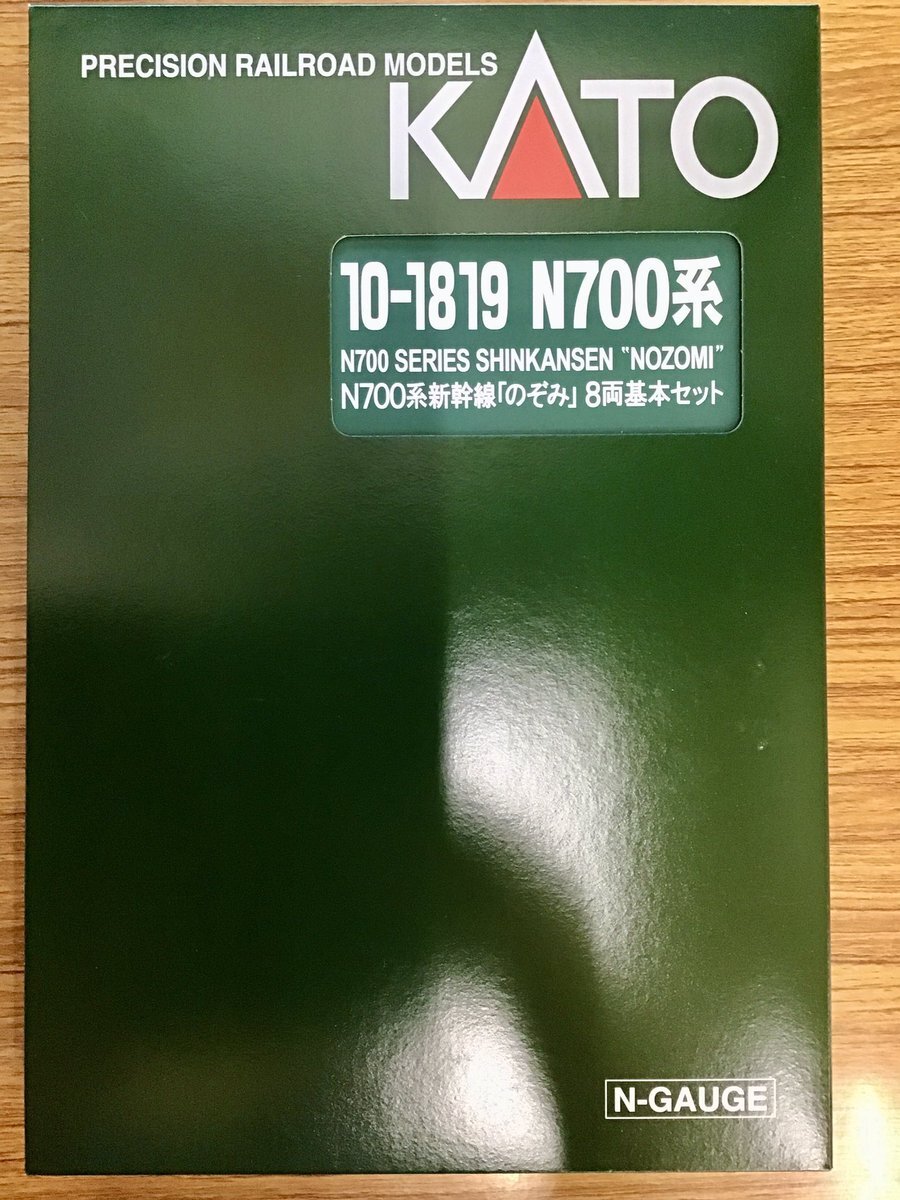 PRECISION RAILROAD MODELS
KATO
10-1819 N700系
N700 SERIES SHINKANSEN "NOZOMI"
N700系新幹線「のぞみ」8両基本セット
N-GAUGE